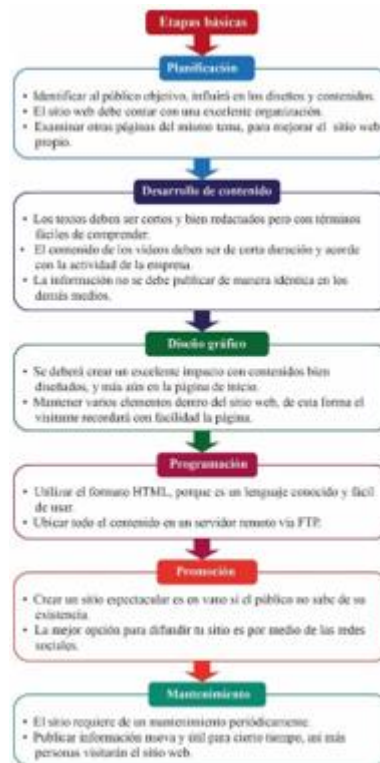 Etapas básicas
Planificación
• Identificar al público objetivo, influirá en los diseños y contenidos.
• El sitio web debe contar con una excelente organización.
• Examinar otras páginas del mismo tema, para mejorar el sitio web
propio.
Desarrollo de contenido
• Los textos deben ser cortos y bien redactados pero con términos
fáciles de comprender.
• El contenido de los videos deben ser de corta duración y acorde
con la actividad de la empresa.
• La información no se debe publicar de manera idéntica en los
demás medios.
Diseño gráfico
• Se deberá crear un excelente impacto con contenidos bien
diseñados, y más aún en la página de inicio.
• Mantener varios elementos dentro del sitio web, de esta forma el
visitante recordará con facilidad la página.
Programación
• Utilizar el formato HTML, porque es un lenguaje conocido y fácil
de usar.
• Ubicar todo el contenido en un servidor remoto vía FTP.
Promoción
• Crear un sitio espectacular es en vano si el público no sabe de su
existencia.
• La mejor opción para difundir tu sitio es por medio de las redes
sociales.
Mantenimiento
• El sitio requiere de un mantenimiento periódicamente.
• Publicar información nueva y útil para cierto tiempo, así más
personas visitarán el sitio web.